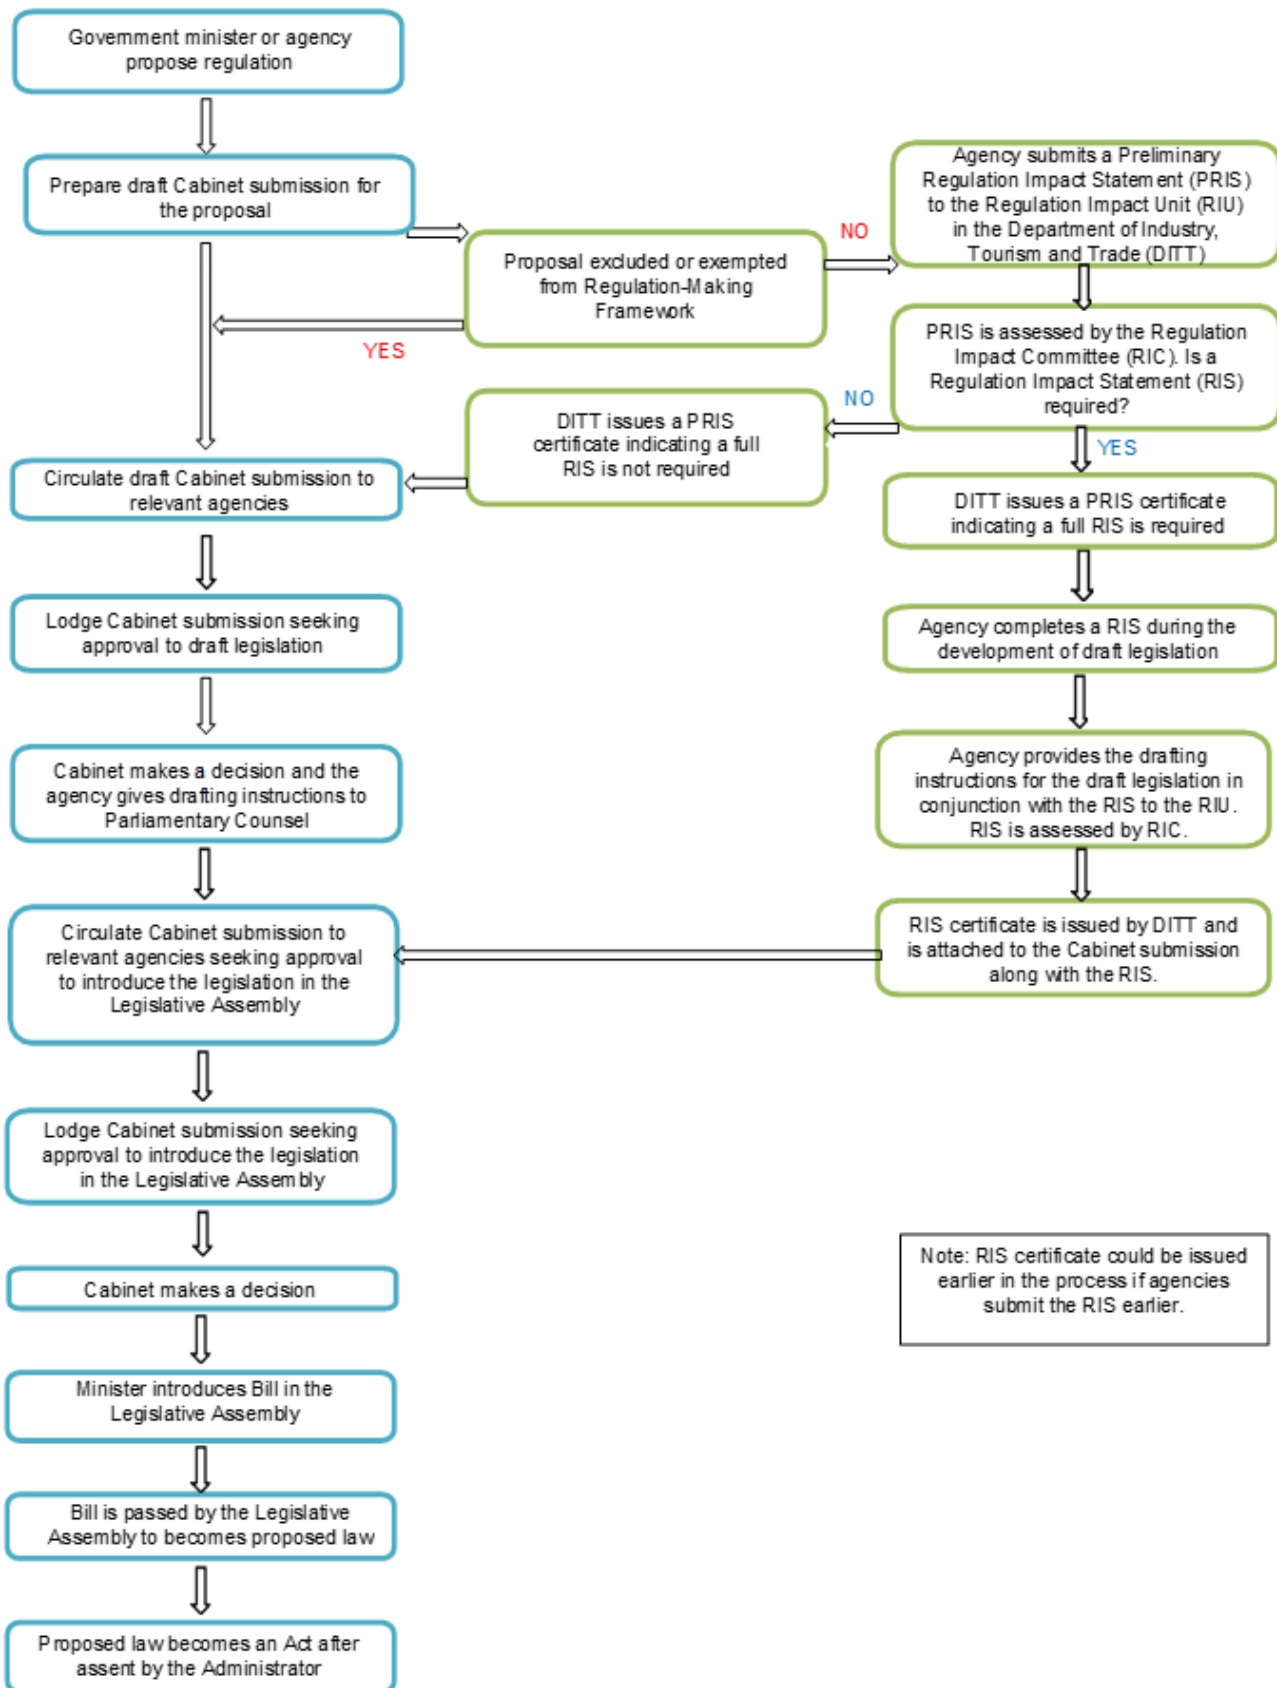 Government minister or agency
propose regulation
Prepare draft Cabinet submission for
the proposal
Proposal excluded or exempted
from Regulation-Making
Framework
NO
YES
Agency submits a Preliminary
Regulation Impact Statement (PRIS)
to the Regulation Impact Unit (RIU)
in the Department of Industry,
Tourism and Trade (DITT)
PRIS is assessed by the Regulation
Impact Committee (RIC). Is a
Regulation Impact Statement (RIS)
required?
NO
YES
DITT issues a PRIS
certificate indicating a full
RIS is not required
DITT issues a PRIS certificate
indicating a full RIS is required
Circulate draft Cabinet submission to
relevant agencies
Lodge Cabinet submission seeking
approval to draft legislation
Agency completes a RIS during the
development of draft legislation
Cabinet makes a decision and the
agency gives drafting instructions to
Parliamentary Counsel
Agency provides the drafting
instructions for the draft legislation in
conjunction with the RIS to the RIU.
RIS is assessed by RIC.
Circulate Cabinet submission to
relevant agencies seeking approval
to introduce the legislation in the
Legislative Assembly
RIS certificate is issued by DITT and
is attached to the Cabinet submission
along with the RIS.
Lodge Cabinet submission seeking
approval to introduce the legislation
in the Legislative Assembly
Cabinet makes a decision
Note: RIS certificate could be issued
earlier in the process if agencies
submit the RIS earlier.
Minister introduces Bill in the
Legislative Assembly
Bill is passed by the Legislative
Assembly to becomes proposed law
Proposed law becomes an Act after
assent by the Administrator